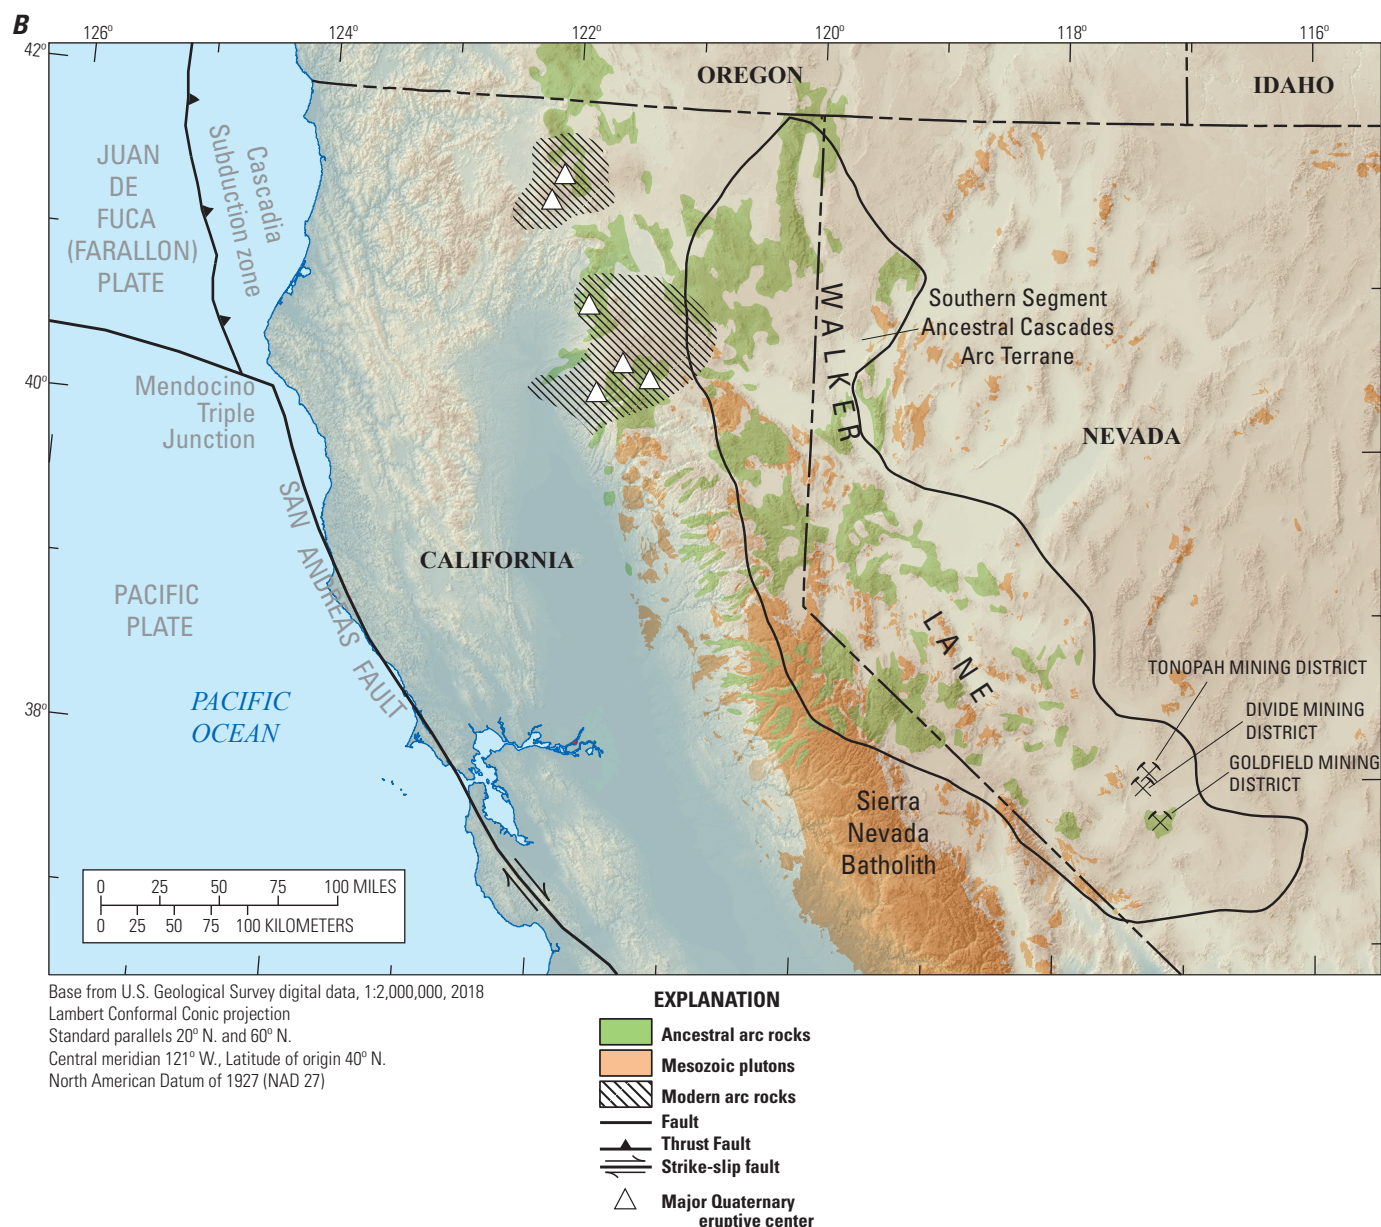 B
126°
124°
122°
120°
118°
116°
42°
40°
38°
OREGON
IDAHO
JUAN
DE
FUCA
(FARALLON)
PLATE
Cascadia
Subduction zone
Mendocino
Triple
Junction
SAN ANDREAS FAULT
PACIFIC
PLATE
PACIFIC
OCEAN
CALIFORNIA
WALKER
LANE
Southern Segment
Ancestral Cascades
Arc Terrane
NEVADA
TONOPAH MINING DISTRICT
DIVIDE MINING
DISTRICT
GOLDFIELD MINING
DISTRICT
Sierra
Nevada
Batholith
0 25 50 75 100 MILES
0 25 50 75 100 KILOMETERS
Base from U.S. Geological Survey digital data, 1:2,000,000, 2018
Lambert Conformal Conic projection
Standard parallels 20° N. and 60° N.
Central meridian 121° W., Latitude of origin 40° N.
North American Datum of 1927 (NAD 27)
EXPLANATION
Ancestral arc rocks
Mesozoic plutons
Modern arc rocks
Fault
Thrust Fault
Strike-slip fault
Major Quaternary
eruptive center